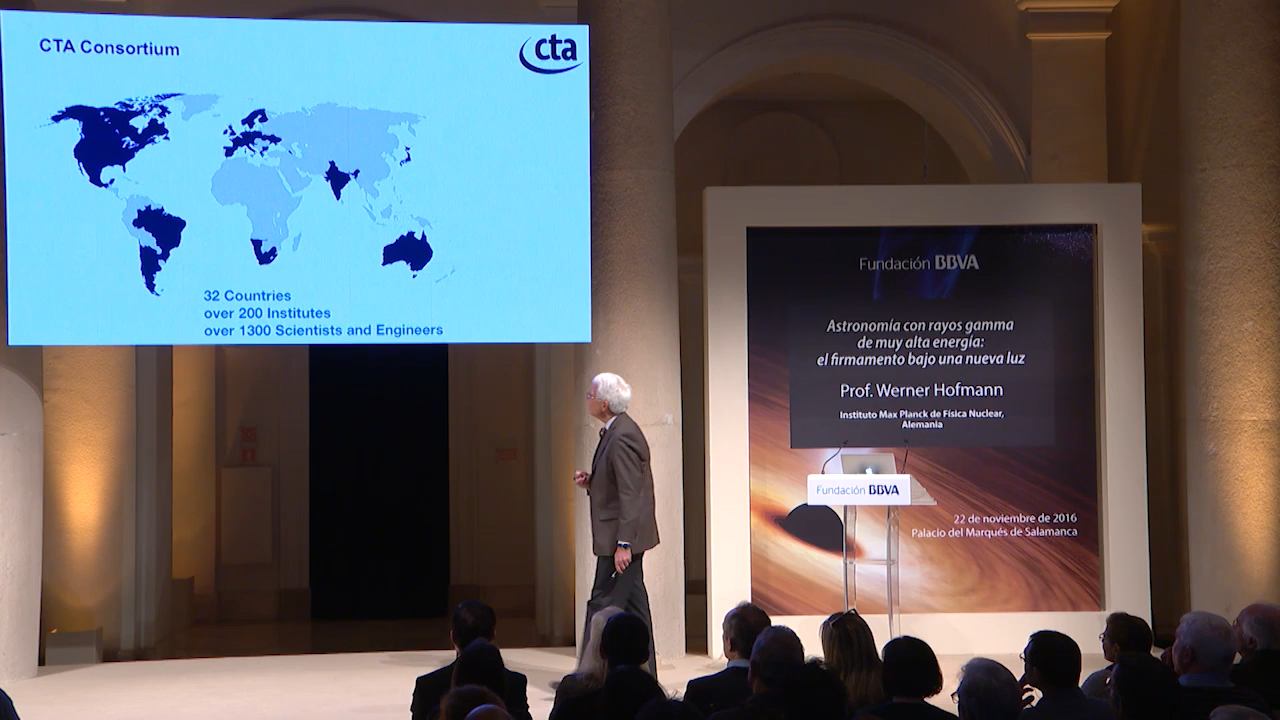 CTA Consortium
cta
32 Countries
over 200 Institutes
over 1300 Scientists and Engineers
Fundación BBVA
Astronomía con rayos gamma
de muy alta energía:
el firmamento bajo una nueva luz
Prof. Werner Hofmann
Instituto Max Planck de Física Nuclear,
Alemania
Fundación BBVA
22 de noviembre de 2016
Palacio del Marqués de Salamanca